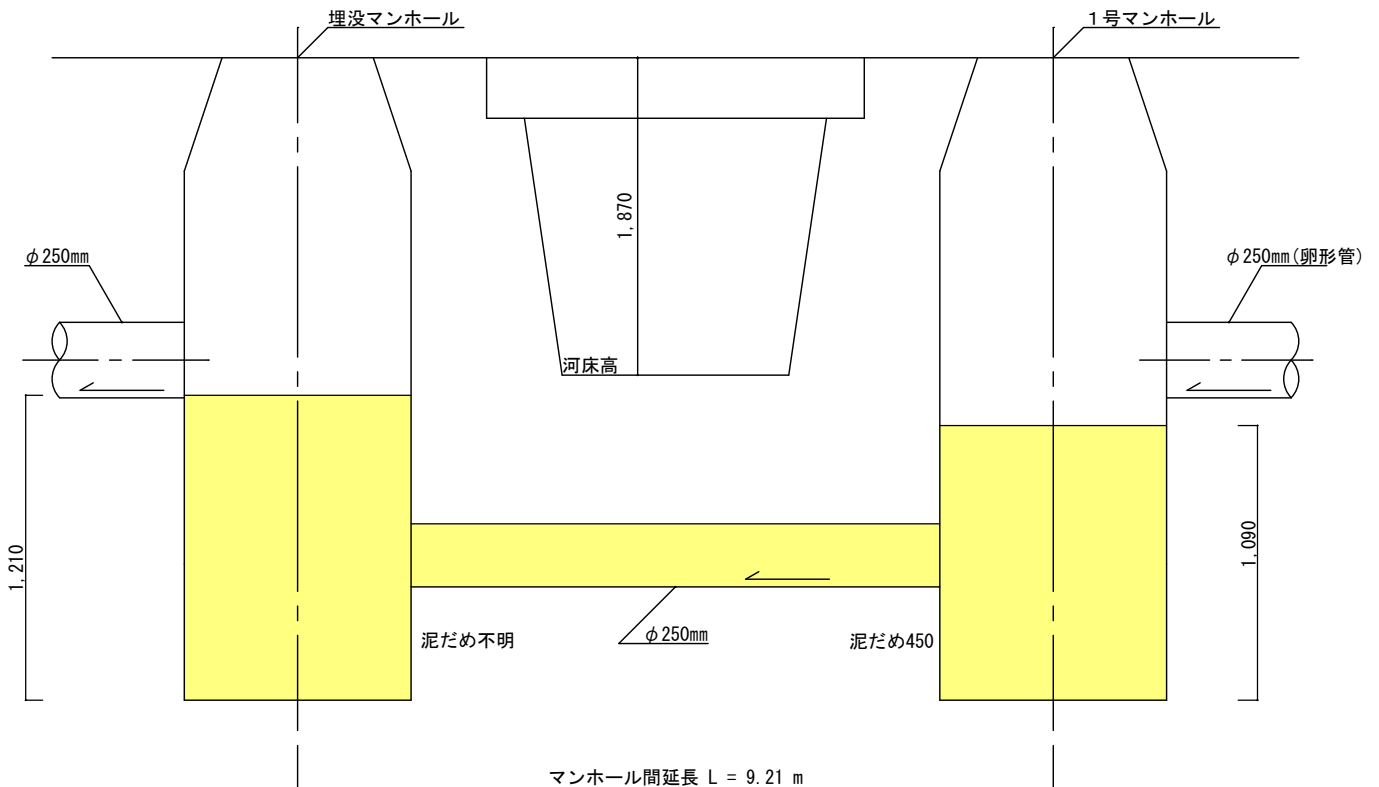 埋没マンホール
１号マンホール
1,870
φ250mm
φ250mm(卵形管)
河床高
1,210
1,090
泥だめ不明
φ250mm
泥だめ450
マンホール間延長 L = 9.21 m